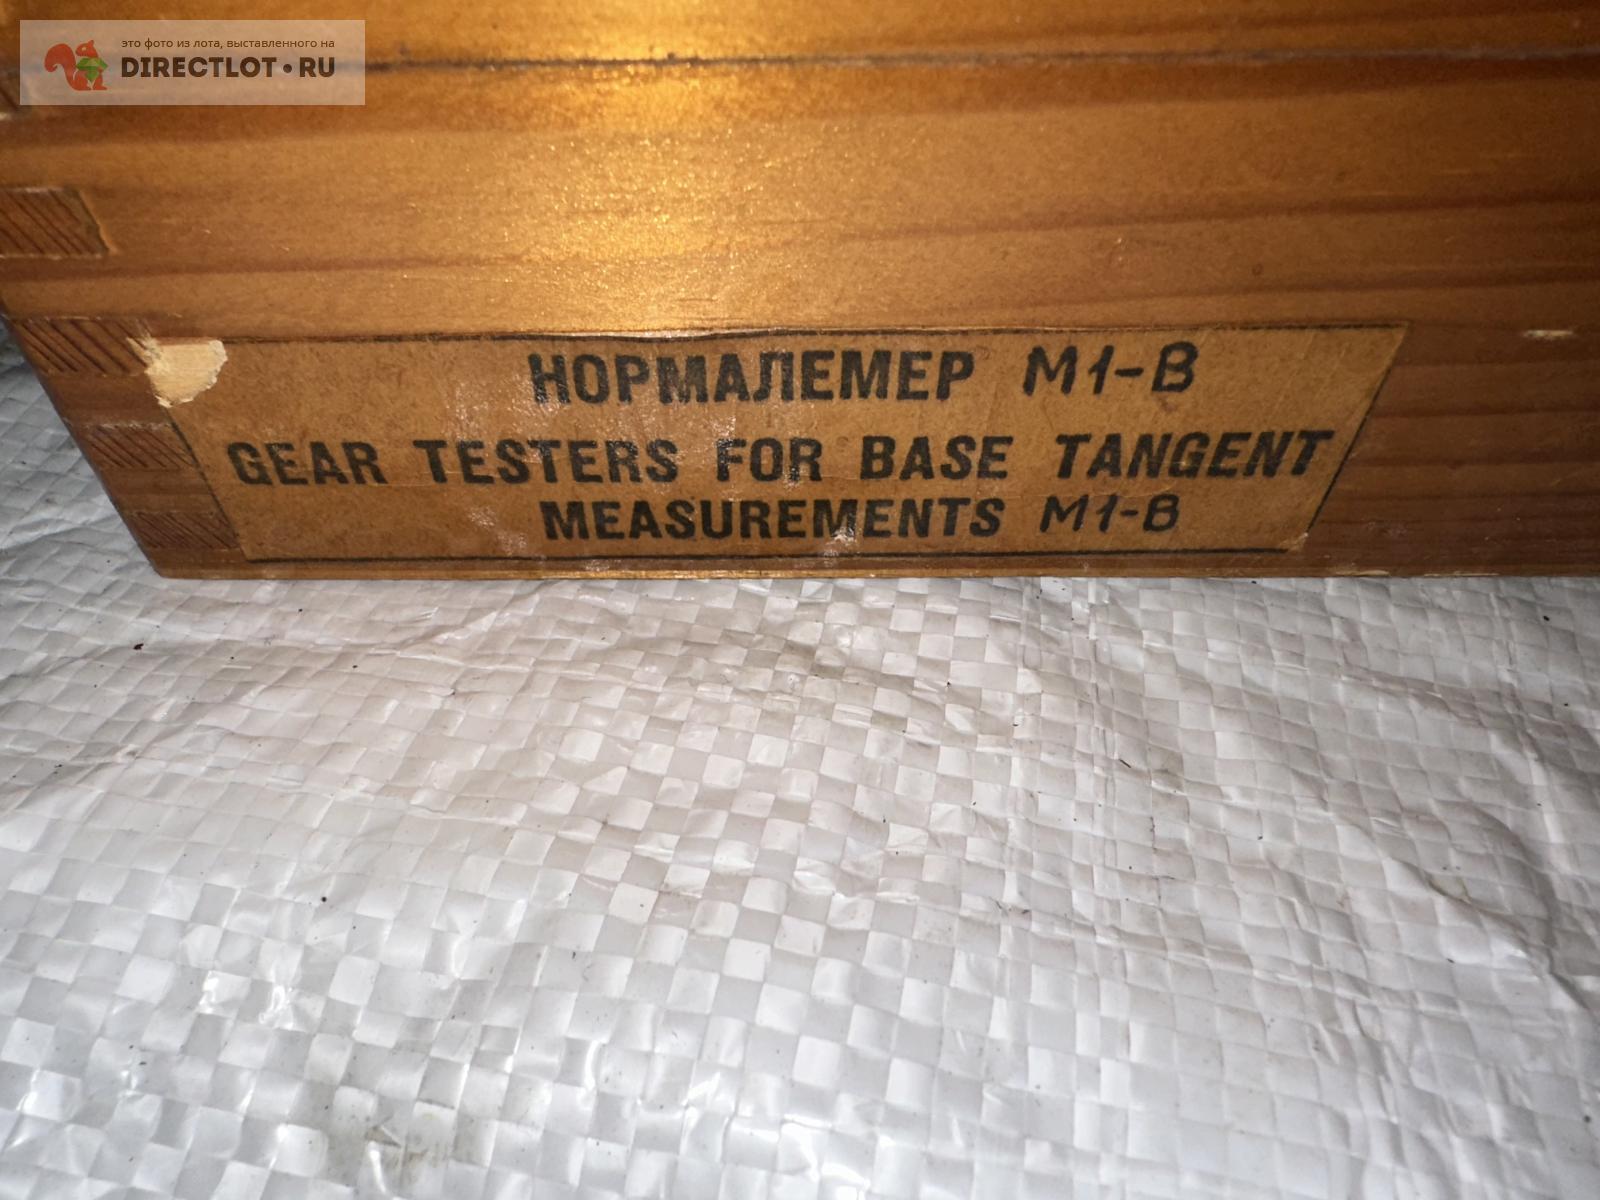 это фото из лота, выставленного на
DIRECTLOT.RU
НОРМАЛЕМЕР М1-В
GEAR TESTERS FOR BASE TANGENT
MEASUREMENTS M1-B